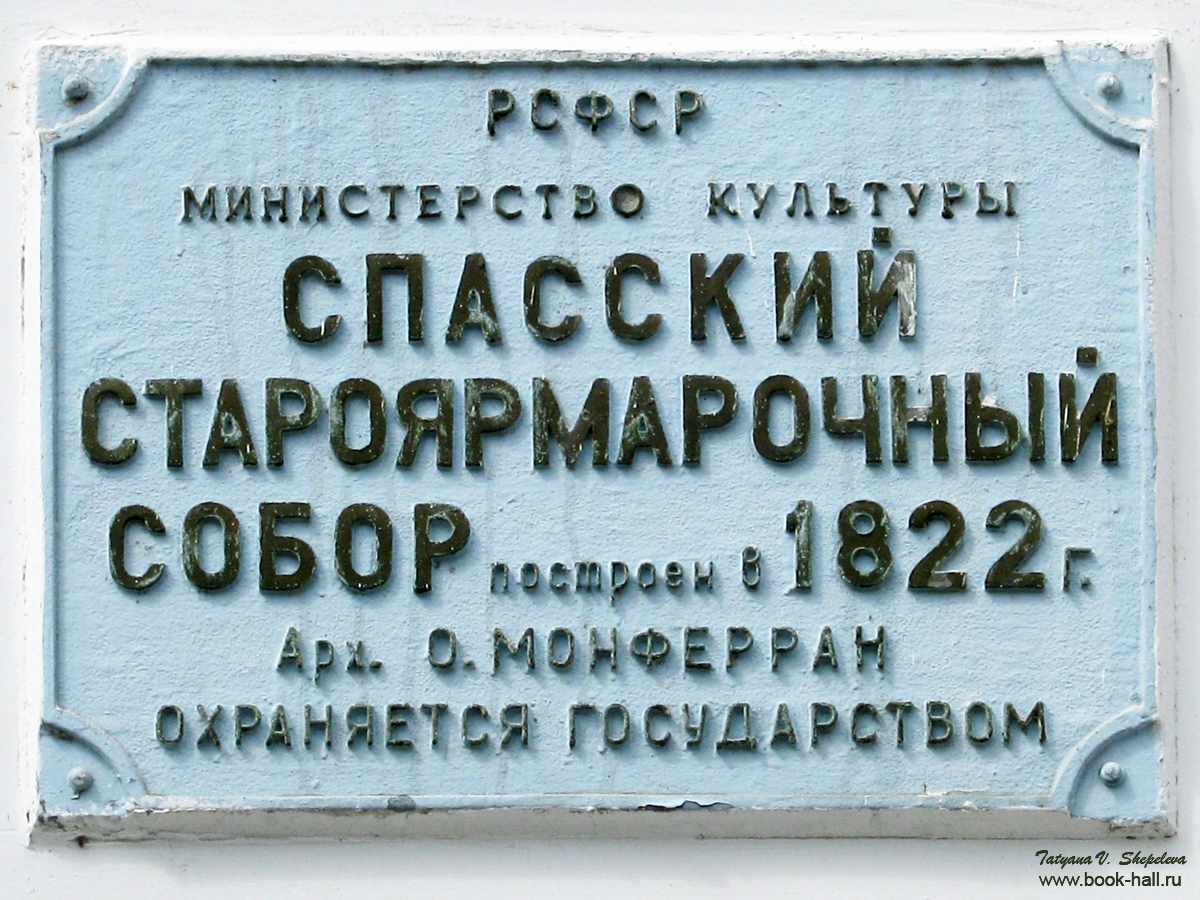 РСФСР
МИНИСТЕРСТВО КУЛЬТУРЫ
СПАССКИЙ
СТАРОЯРМАРОЧНЫЙ
СОБОР построен в 1822 г.
Арх. О. МОНФЕРРАН
ОХРАНЯЕТСЯ ГОСУДАРСТВОМ
Tatyana V. Shepeleva
www.book-hall.ru